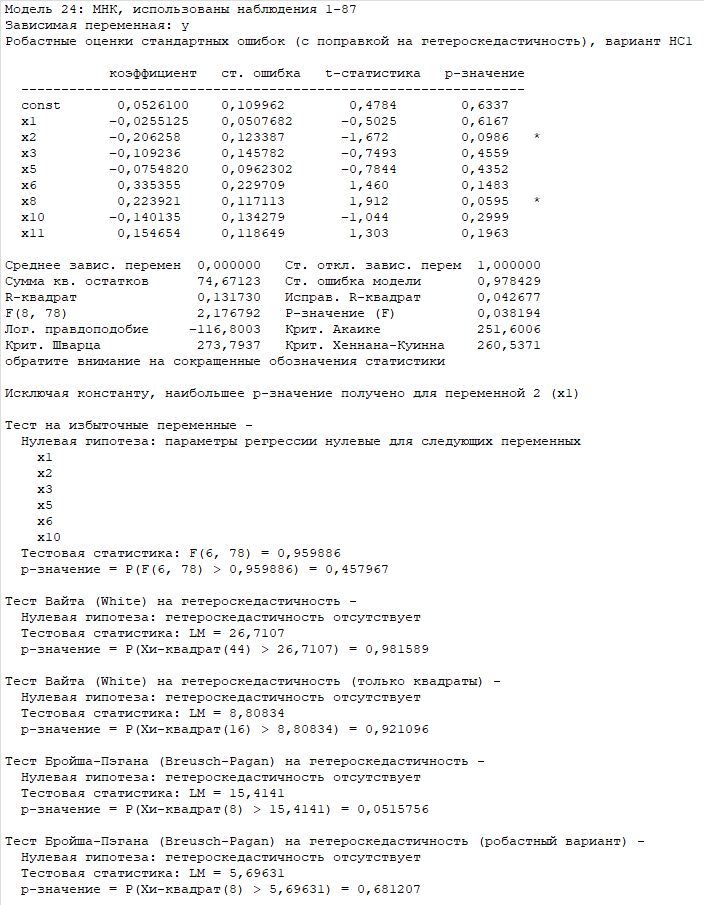 Модель 24: МНК, использованы наблюдения 1-87
Зависимая переменная: y
Робастные оценки стандартных ошибок (с поправкой на гетероскедастичность), вариант HC1
коэффициент ст. ошибка t-статистика p-значение
---------------------------------------------------------------
const 0,0526100 0,109962 0,4784 0,6337
x1 −0,0255125 0,0507682 −0,5025 0,6167
x2 −0,206258 0,123387 −1,672 0,0986 *
x3 −0,109236 0,145782 −0,7493 0,4559
x5 −0,0754820 0,0962302 −0,7844 0,4352
x6 0,335355 0,229709 1,460 0,1483
x8 0,223921 0,117113 1,912 0,0595 *
x10 −0,140135 0,134279 −1,044 0,2999
x11 0,154654 0,118649 1,303 0,1963
Среднее завис. перемен 0,000000 Ст. откл. завис. перем 1,000000
Сумма кв. остатков 74,67123 Ст. ошибка модели 0,978429
R-квадрат 0,131730 Исправ. R-квадрат 0,042677
F(8, 78) 2,176792 Р-значение (F) 0,038194
Лог. правдоподобие −116,8003 Крит. Акаике 251,6006
Крит. Шварца 273,7937 Крит. Хеннана-Куинна 260,5371
обратите внимание на сокращенные обозначения статистики
Исключая константу, наибольшее р-значение получено для переменной 2 (x1)
Тест на избыточные переменные -
Нулевая гипотеза: параметры регрессии нулевые для следующих переменных
x1
x2
x3
x5
x6
x10
Тестовая статистика: F(6, 78) = 0,959886
р-значение = P(F(6, 78) > 0,959886) = 0,457967
Тест Вайта (White) на гетероскедастичность -
Нулевая гипотеза: гетероскедастичность отсутствует
Тестовая статистика: LM = 26,7107
р-значение = P(Хи-квадрат(44) > 26,7107) = 0,981589
Тест Вайта (White) на гетероскедастичность (только квадраты) -
Нулевая гипотеза: гетероскедастичность отсутствует
Тестовая статистика: LM = 8,80834
р-значение = P(Хи-квадрат(16) > 8,80834) = 0,921096
Тест Бройша-Пэгана (Breusch-Pagan) на гетероскедастичность -
Нулевая гипотеза: гетероскедастичность отсутствует
Тестовая статистика: LM = 15,4141
р-значение = P(Хи-квадрат(8) > 15,4141) = 0,0515756
Тест Бройша-Пэгана (Breusch-Pagan) на гетероскедастичность (робастный вариант) -
Нулевая гипотеза: гетероскедастичность отсутствует
Тестовая статистика: LM = 5,69631
р-значение = P(Хи-квадрат(8) > 5,69631) = 0,681207